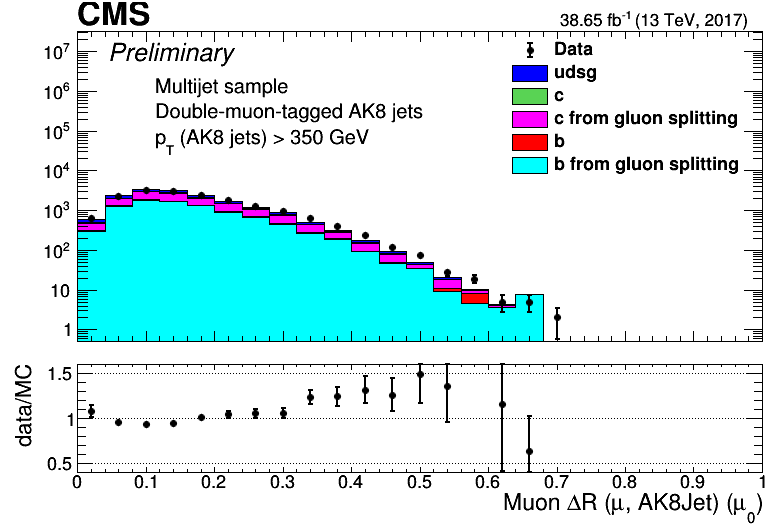 CMS
38.65 fb⁻¹ (13 TeV, 2017)
Preliminary
Multijet sample
Double-muon-tagged AK8 jets
p_T (AK8 jets) > 350 GeV
Data
udsg
c
c from gluon splitting
b
b from gluon splitting
10⁷
10⁶
10⁵
10⁴
10³
10²
10
1
data/MC
1.5
1
0.5
0 0.1 0.2 0.3 0.4 0.5 0.6 0.7 0.8 0.9 1
Muon ΔR (μ, AK8Jet) (μ₀)